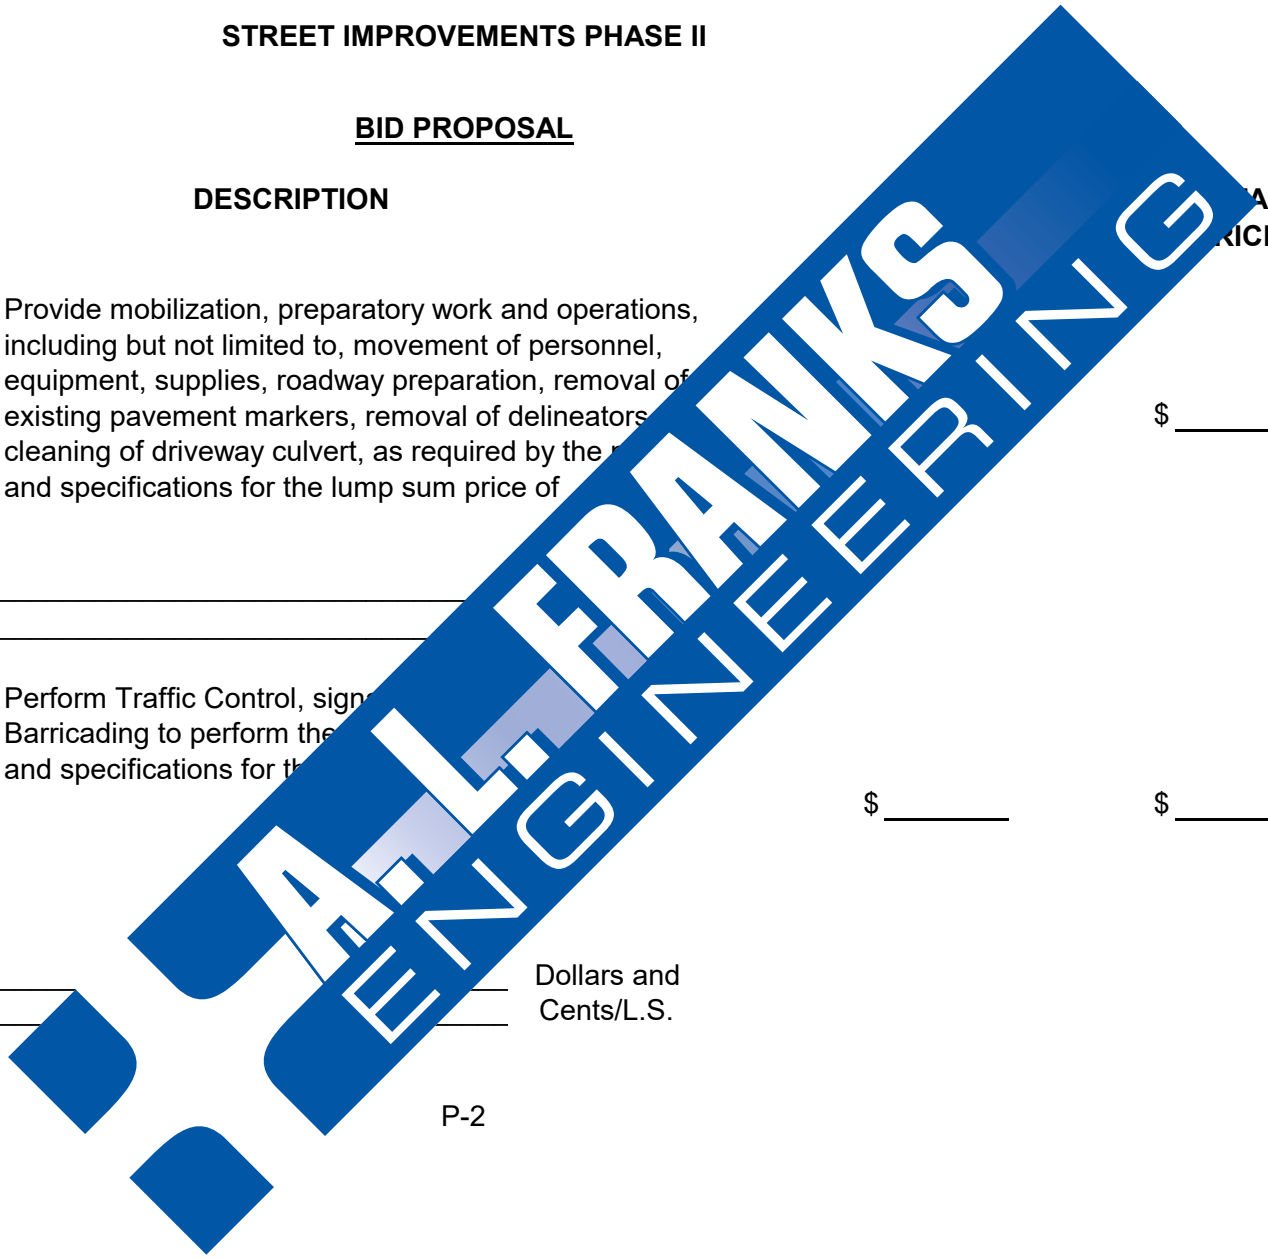 STREET IMPROVEMENTS PHASE II
BID PROPOSAL
DESCRIPTION
Provide mobilization, preparatory work and operations,
including but not limited to, movement of personnel,
equipment, supplies, roadway preparation, removal of
existing pavement markers, removal of delineators
$
cleaning of driveway culvert, as required by the
and specifications for the lump sum price of
Perform Traffic Control,
Barricading to perform the
and specifications for
$ $
Dollars and
Cents/L.S.
P-2
A.L.FRANKS
ENGINEERING